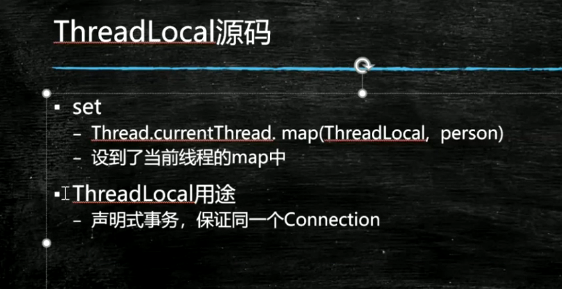 ThreadLocal源码
▪ set
– Thread.currentThread. map(ThreadLocal, person)
– 设到了当前线程的map中
▪ ThreadLocal用途
– 声明式事务，保证同一个Connection